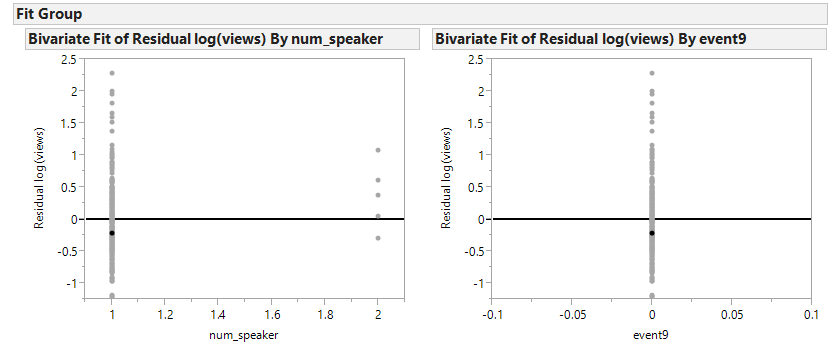 Fit Group
Bivariate Fit of Residual log(views) By num_speaker
2.5
2
1.5
1
0.5
0
-0.5
-1
Residual log(views)
1 1.2 1.4 1.6 1.8 2
num_speaker
Bivariate Fit of Residual log(views) By event9
2.5
2
1.5
1
0.5
0
-0.5
-1
Residual log(views)
-0.1 -0.05 0 0.05 0.1
event9